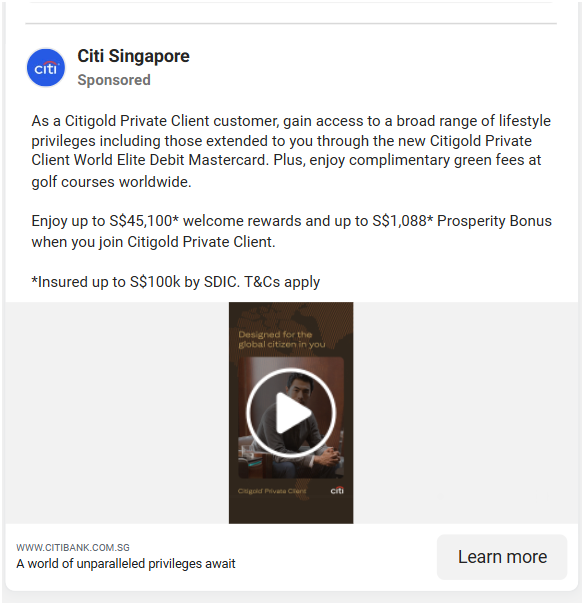 citi
Citi Singapore
Sponsored
As a Citigold Private Client customer, gain access to a broad range of lifestyle
privileges including those extended to you through the new Citigold Private
Client World Elite Debit Mastercard. Plus, enjoy complimentary green fees at
golf courses worldwide.
Enjoy up to S$45,100* welcome rewards and up to S$1,088* Prosperity Bonus
when you join Citigold Private Client.
*Insured up to S$100k by SDIC. T&Cs apply
Designed for the
global citizen in you
Citigold Private Client
citi
WWW.CITIBANK.COM.SG
A world of unparalleled privileges await
Learn more